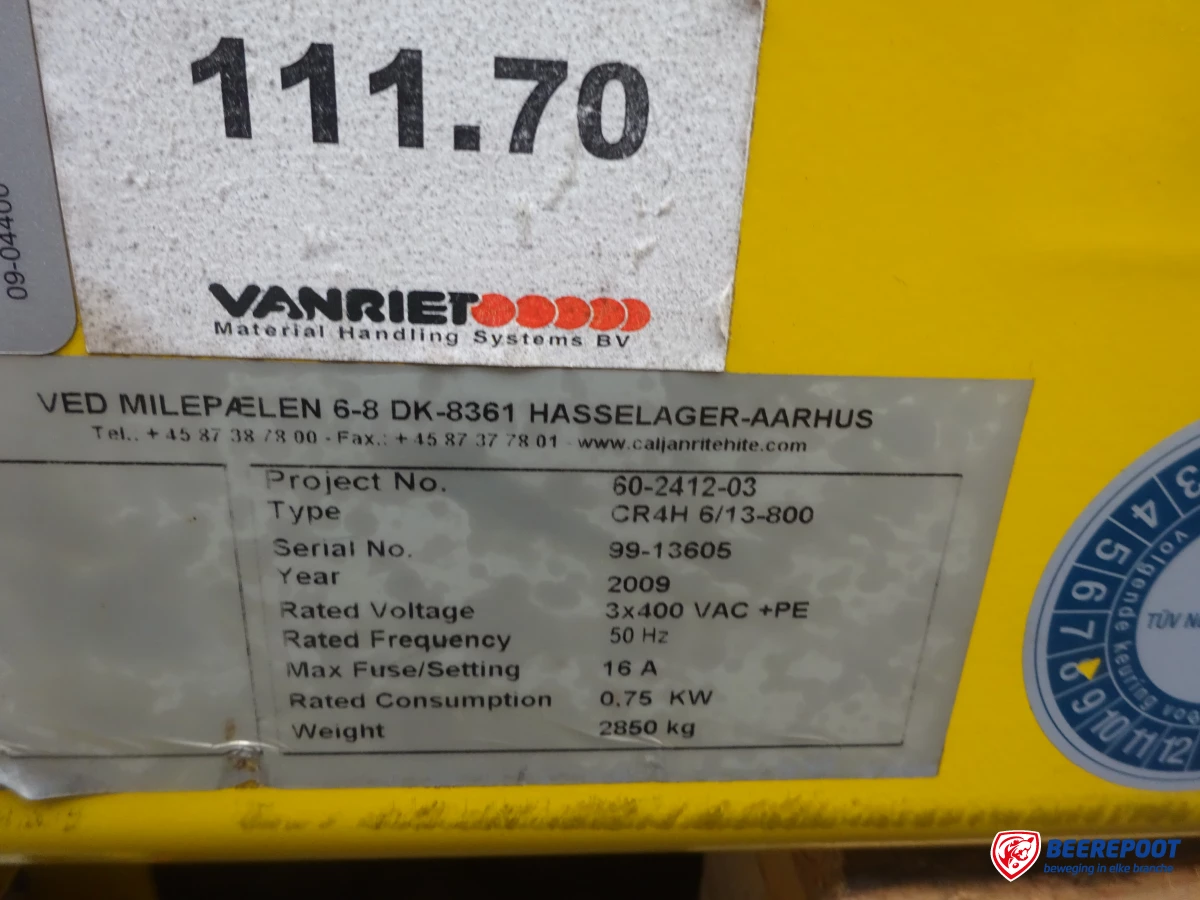 111.70
09-04400
VANRIET
Material Handling Systems BV
VED MILEPÆLEN 6-8 DK-8361 HASSELAGER-AARHUS
Tel.: +45 87 38 78 00 - Fax.: +45 87 37 78 01 - www.caljanritehite.com
Project No. 60-2412-03
Type CR4H 6/13-800
Serial No. 99-13605
Year 2009
Rated Voltage 3x400 VAC +PE
Rated Frequency 50 Hz
Max Fuse/Setting 16 A
Rated Consumption 0.75 KW
Weight 2850 kg
3 4 5 6 7 8 9 10 11 12
volgende keuring
TÜV
BEEREPOOT
beweging in elke branche